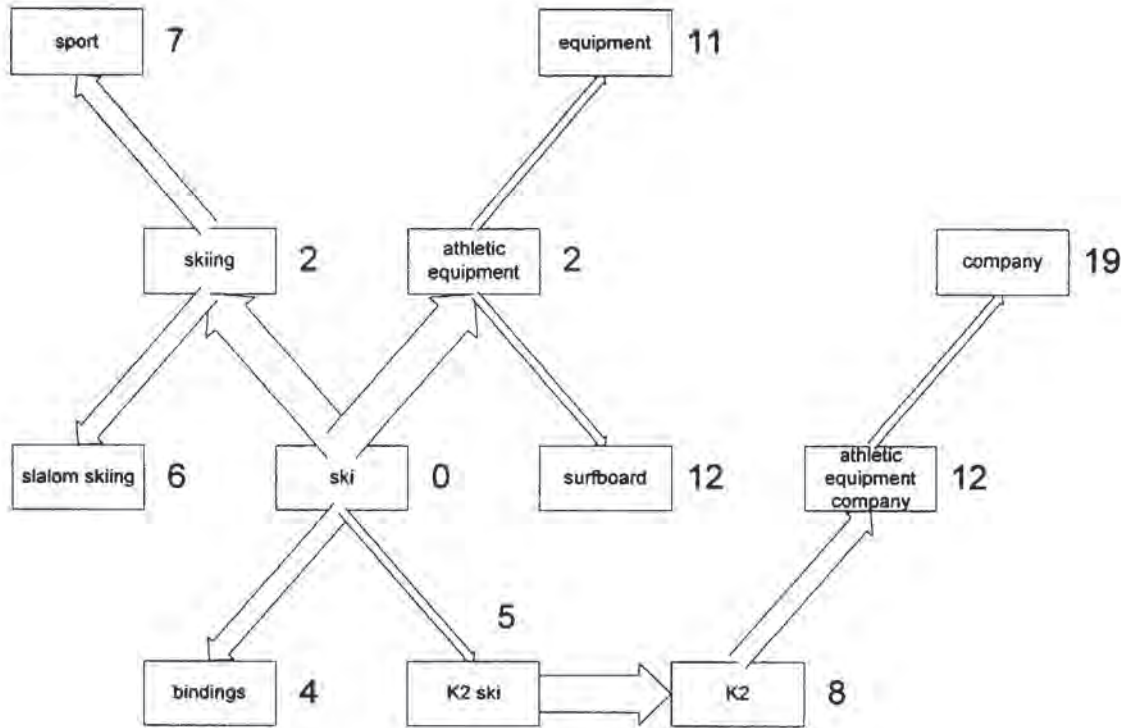 sport 7
equipment 11
skiing 2
athletic
equipment 2
company 19
slalom skiing 6
ski 0
surfboard 12
athletic
equipment
company 12
5
bindings 4
K2 ski
K2 8